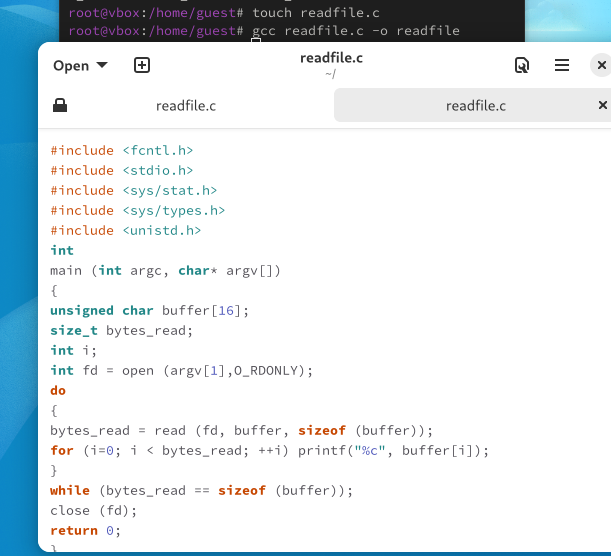 root@vbox:/home/guest# touch readfile.c
root@vbox:/home/guest# gcc readfile.c -o readfile
Open
readfile.c
~/
readfile.c
readfile.c
#include <fcntl.h>
#include <stdio.h>
#include <sys/stat.h>
#include <sys/types.h>
#include <unistd.h>
int
main (int argc, char* argv[])
{
unsigned char buffer[16];
size_t bytes_read;
int i;
int fd = open (argv[1],O_RDONLY);
do
{
bytes_read = read (fd, buffer, sizeof (buffer));
for (i=0; i < bytes_read; ++i) printf("%c", buffer[i]);
}
while (bytes_read == sizeof (buffer));
close (fd);
return 0;
}